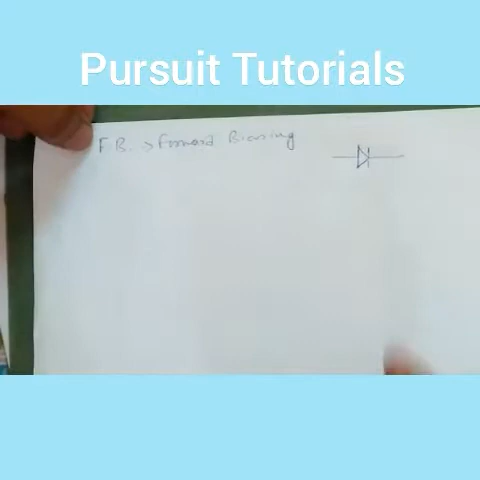 Pursuit Tutorials
F.B. → Forward Biasing